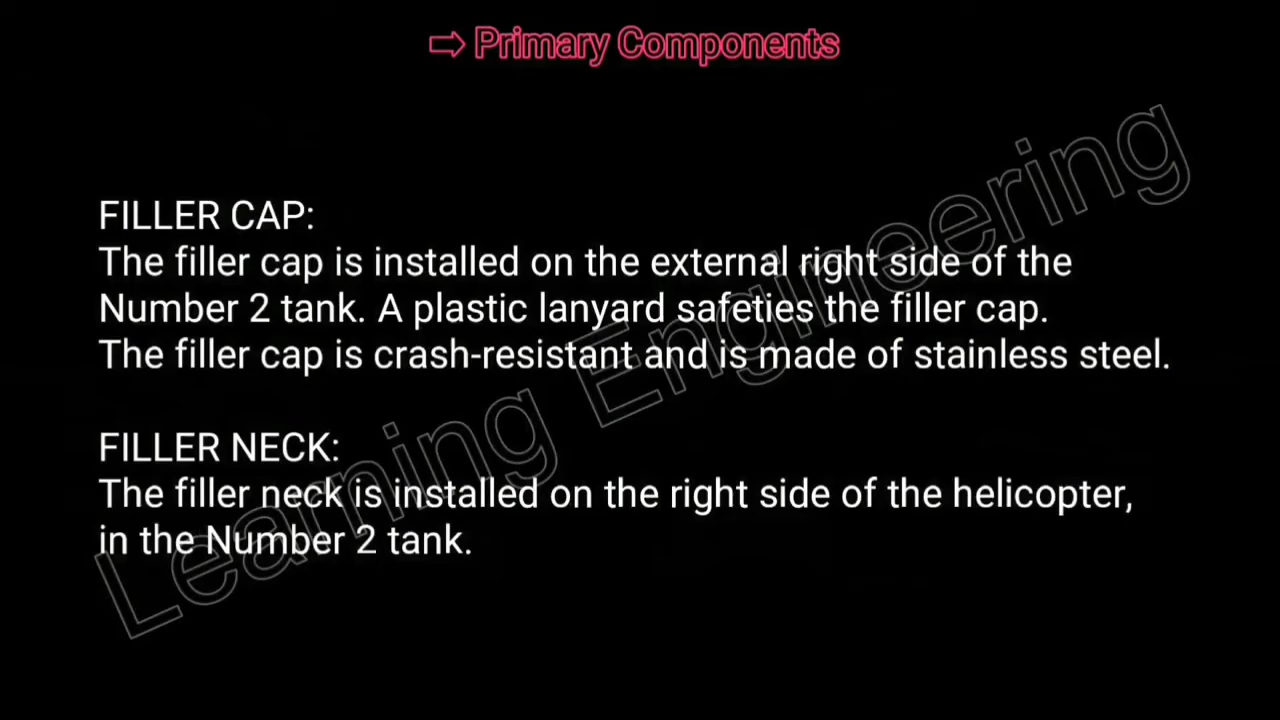 ⇨ Primary Components
FILLER CAP:
The filler cap is installed on the external right side of the
Number 2 tank. A plastic lanyard safeties the filler cap.
The filler cap is crash-resistant and is made of stainless steel.
FILLER NECK:
The filler neck is installed on the right side of the helicopter,
in the Number 2 tank.
Learning Engineering